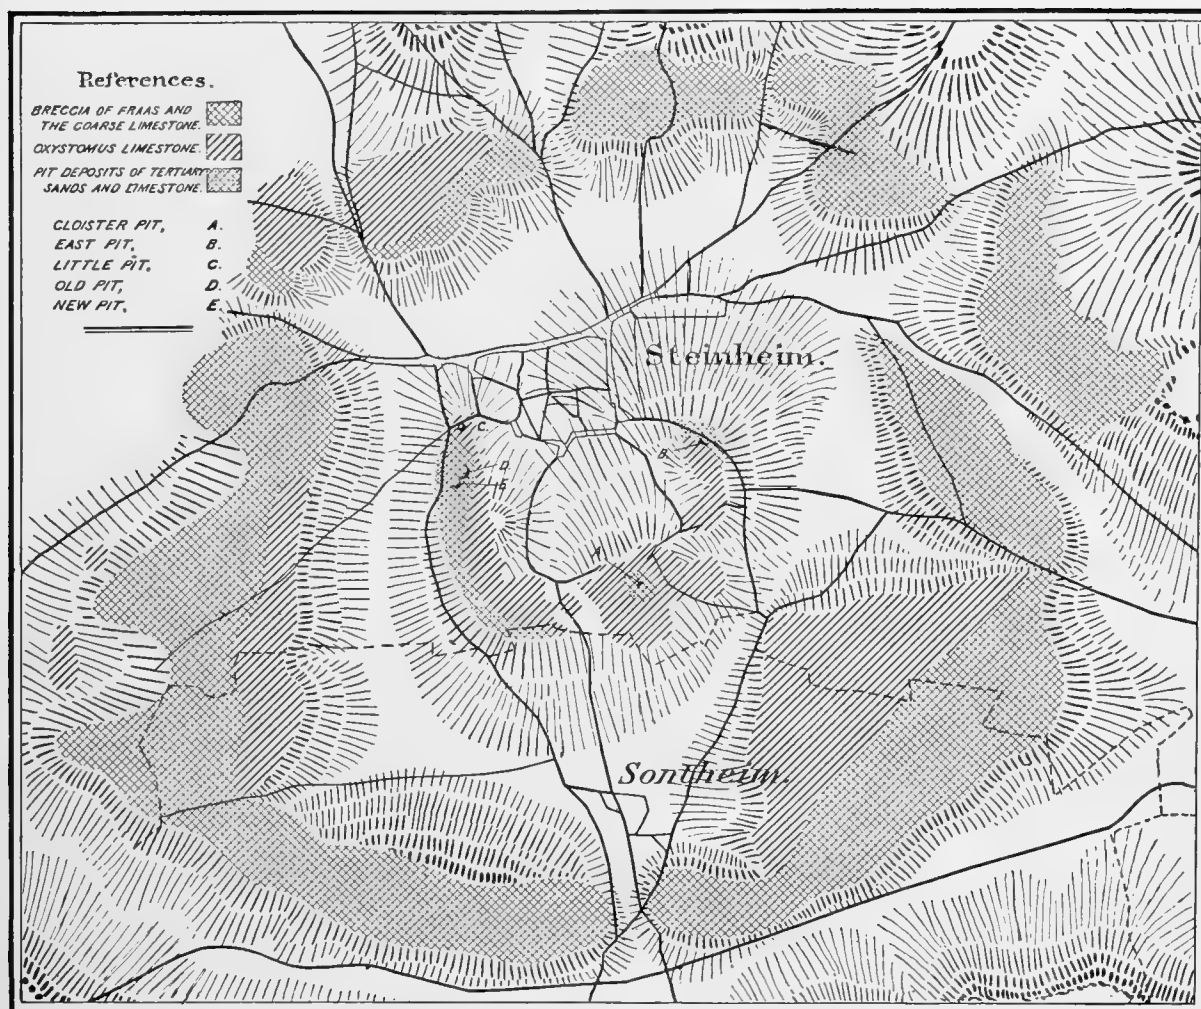 References.
BRECCIA OF FRAAS AND
THE COARSE LIMESTONE.
OXYSTOMUS LIMESTONE.
PIT DEPOSITS OF TERTIARY
SANDS AND LIMESTONE.
CLOISTER PIT, A.
EAST PIT, B.
LITTLE PIT, C.
OLD PIT, D.
NEW PIT, E.
Steinheim.
C.
B
D
E
A
Sontheim.